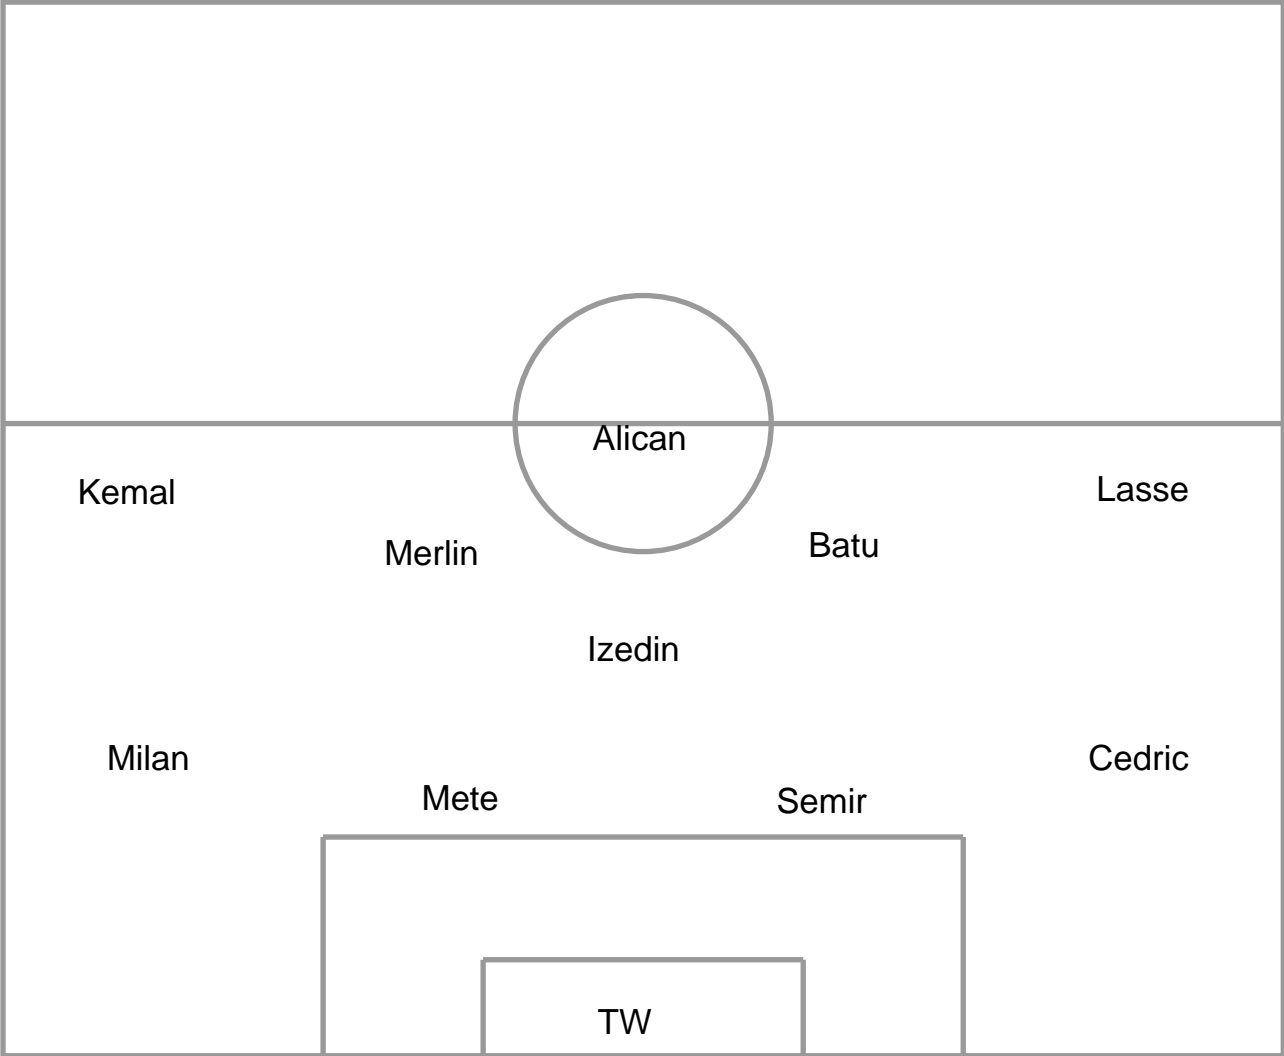 Alican
Kemal
Lasse
Merlin
Batu
Izedin
Milan
Cedric
Mete
Semir
TW